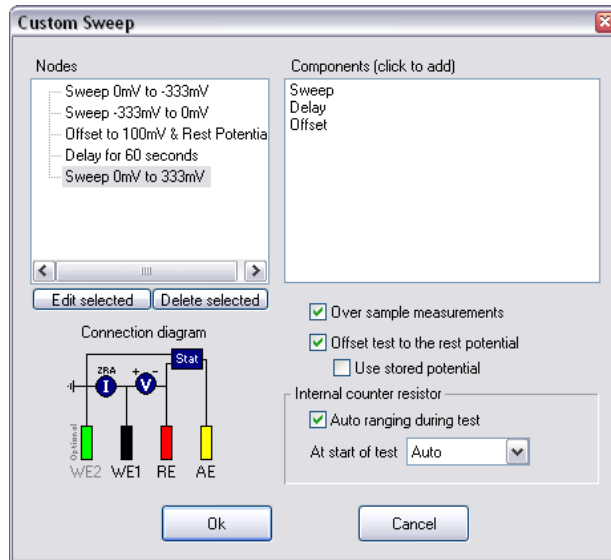 Custom Sweep
Nodes
Sweep 0mV to -333mV
Sweep -333mV to 0mV
Offset to 100mV & Rest Potentia
Delay for 60 seconds
Sweep 0mV to 333mV
Edit selected
Delete selected
Components (click to add)
Sweep
Delay
Offset
Over sample measurements
Offset test to the rest potential
Use stored potential
Internal counter resistor
Auto ranging during test
At start of test
Auto
Connection diagram
Stat
ZRA
+ -
I
V
Optional
WE2
WE1
RE
AE
Ok
Cancel